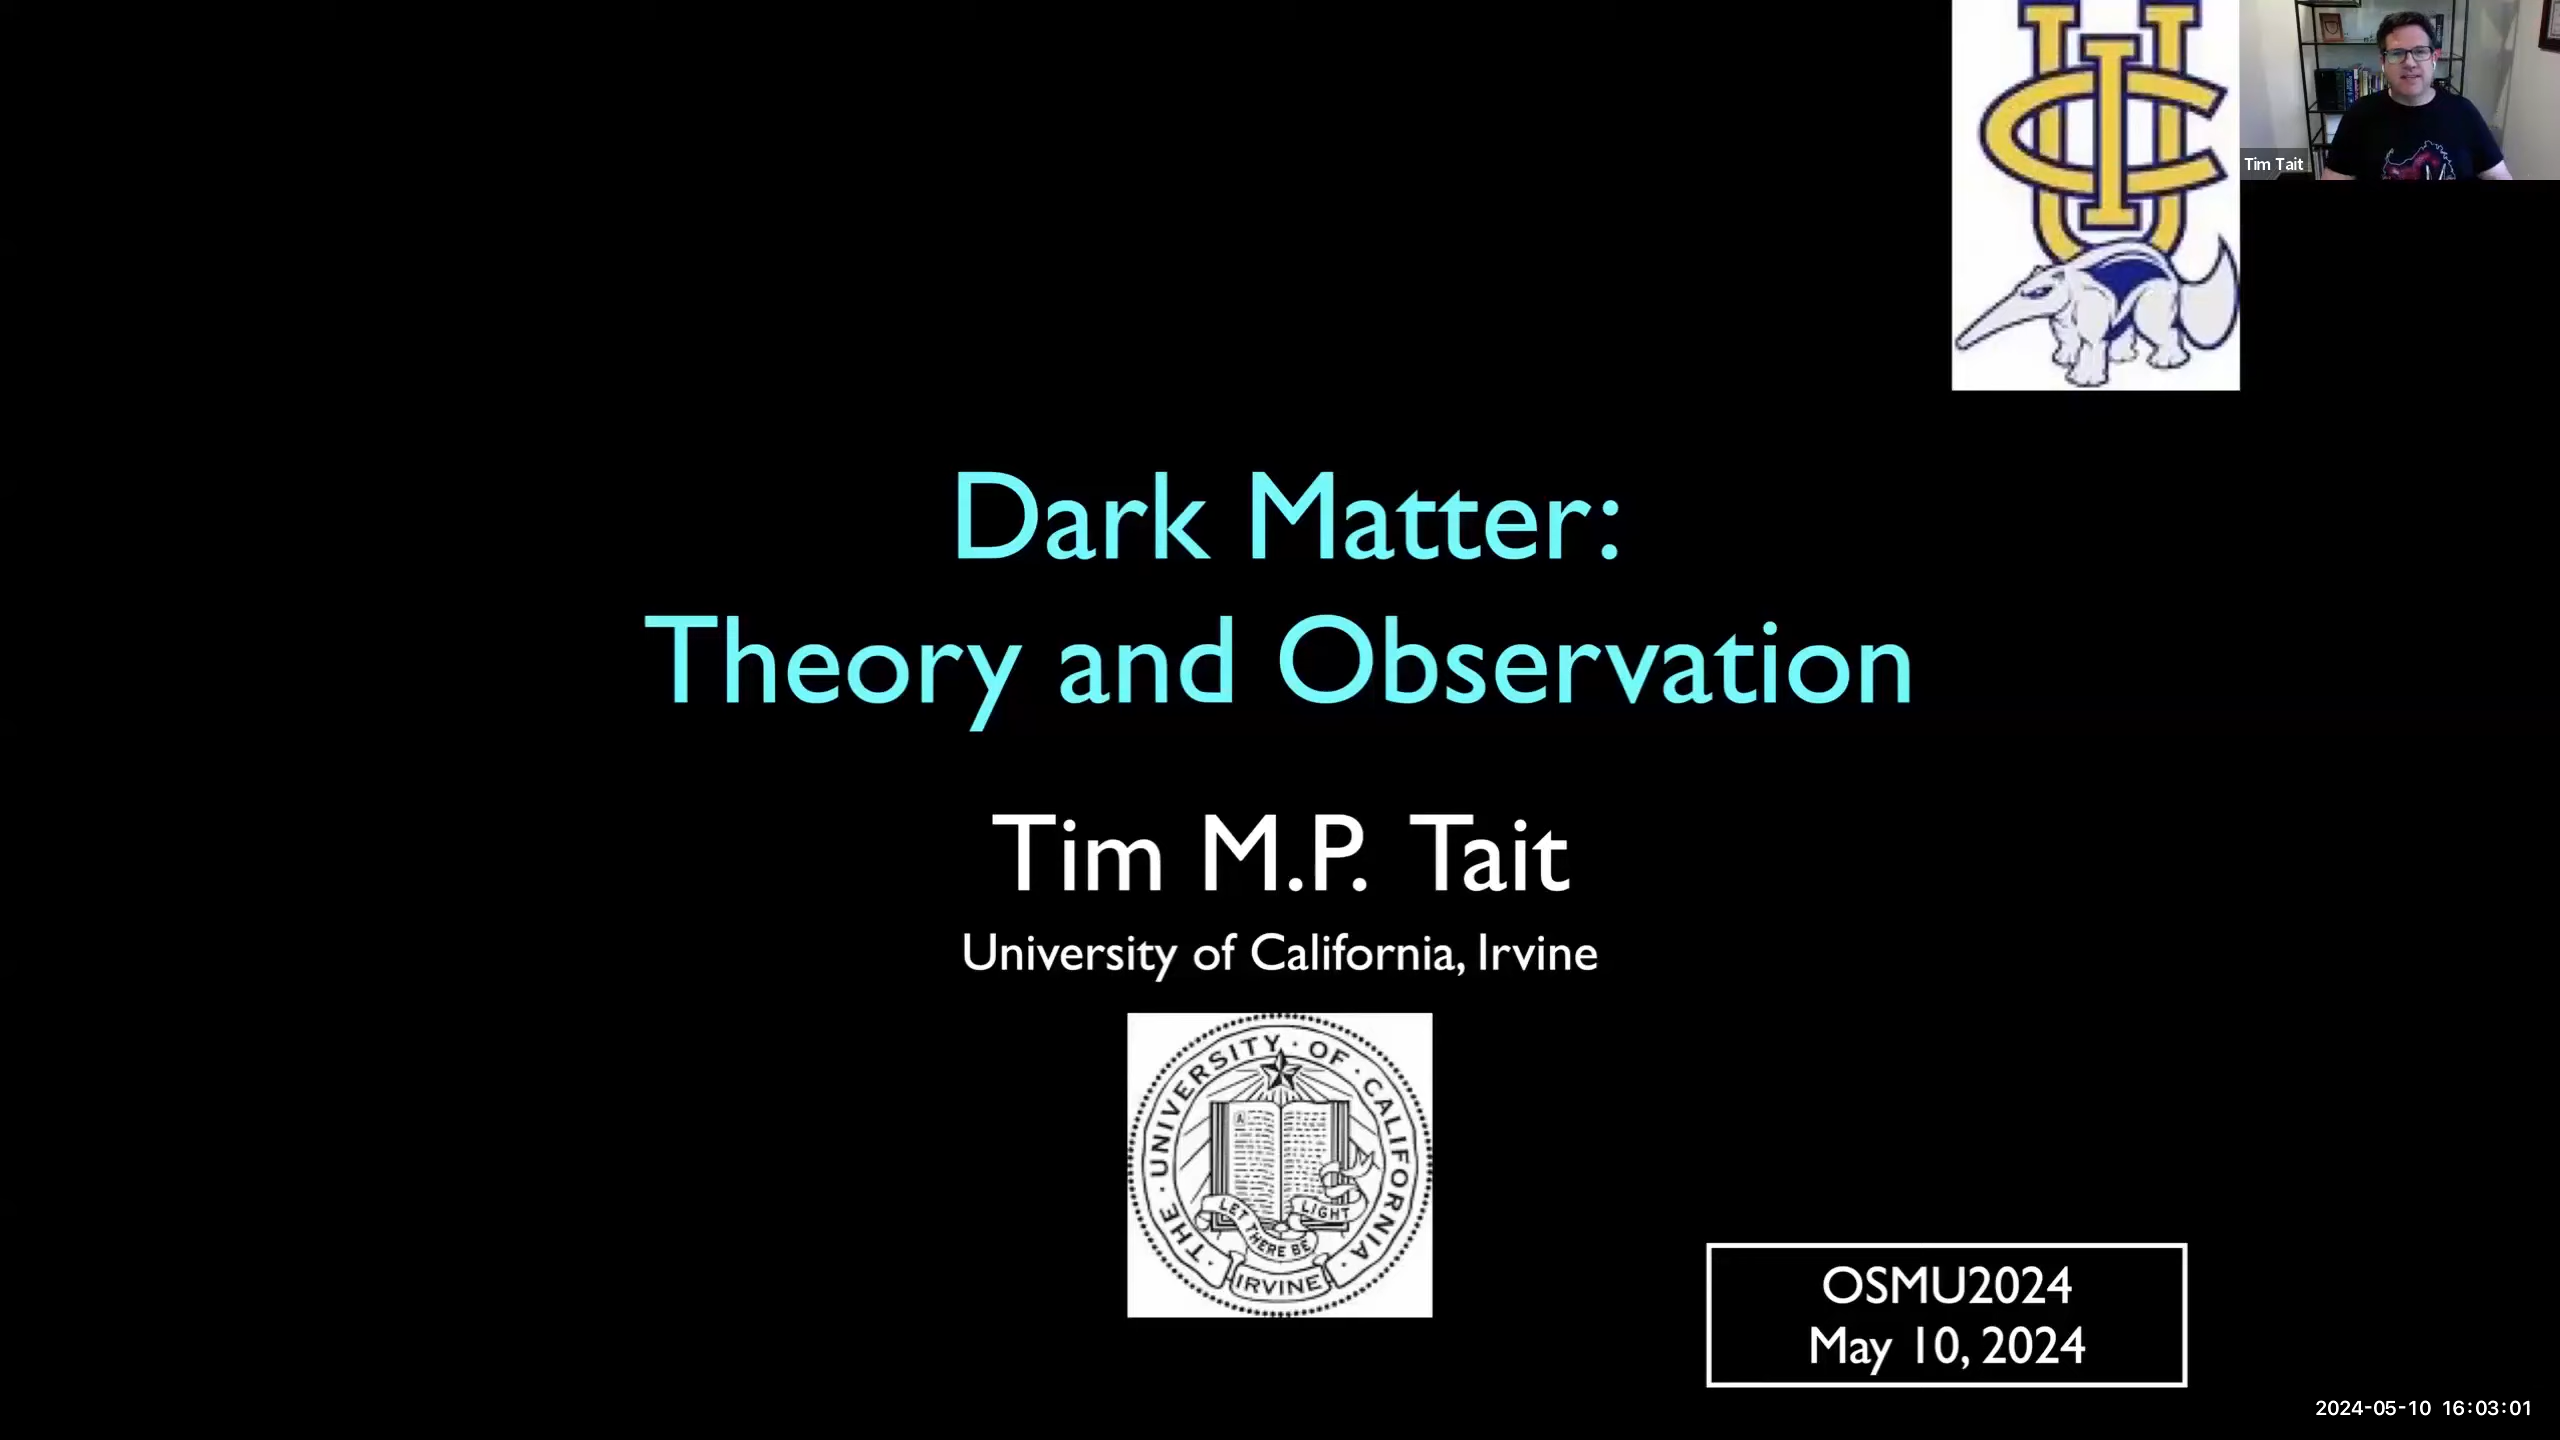 UCI
Tim Tait
Dark Matter:
Theory and Observation
Tim M.P. Tait
University of California, Irvine
· THE · UNIVERSITY · OF · CALIFORNIA ·
LET THERE BE LIGHT
IRVINE
OSMU2024
May 10, 2024
2024-05-10 16:03:01